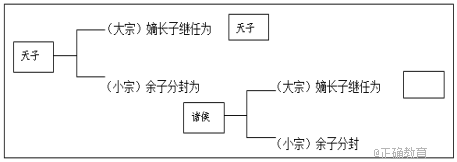 （大宗）嫡长子继任为 天子
天子
（小宗）余子分封为
（大宗）嫡长子继任为
诸侯
（小宗）余子分封
@正确教育